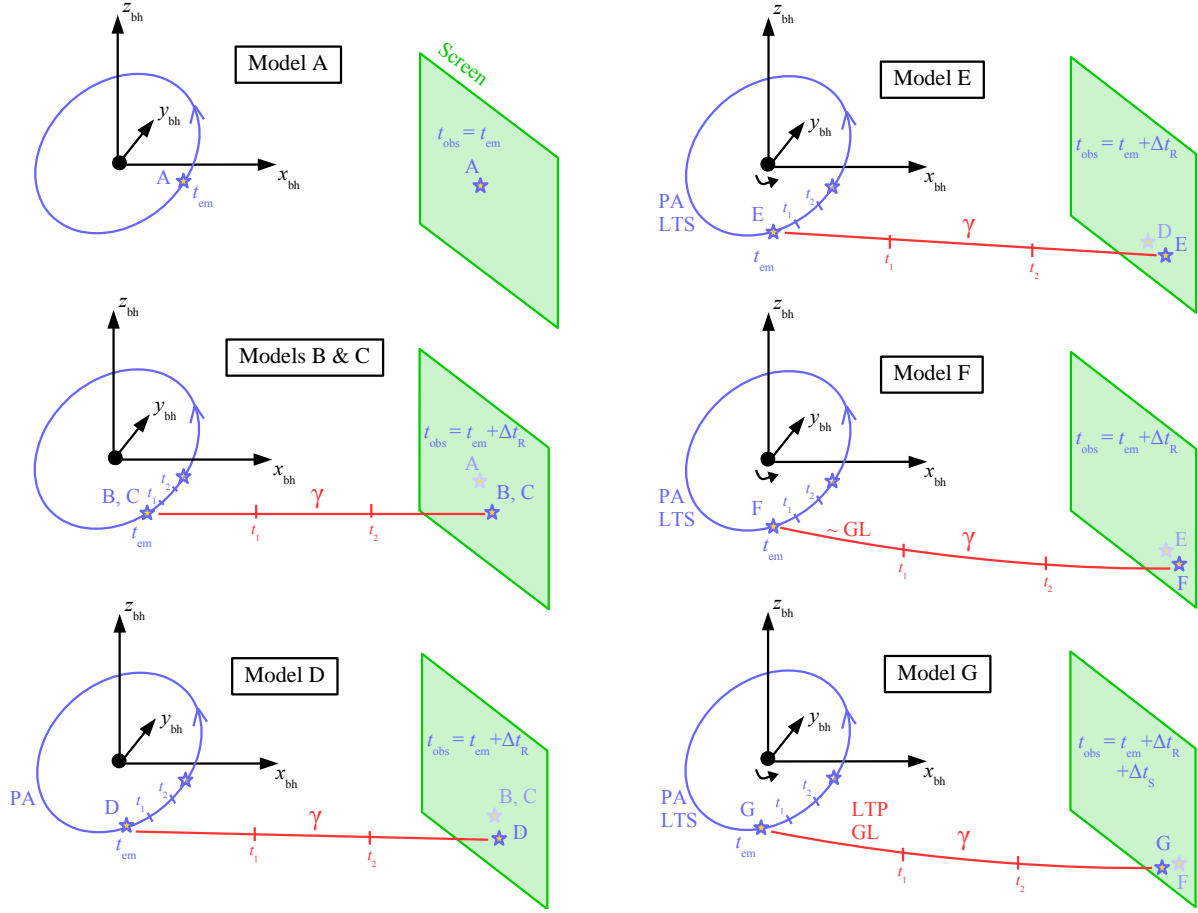 z_bh
Model A
Screen
y_bh
t_obs = t_em
A
A
x_bh
t_em
z_bh
Models B & C
y_bh
t_obs = t_em + Δt_R
A
x_bh
B, C
t_1
t_2
γ
B, C
t_em
t_1
t_2
z_bh
Model D
y_bh
t_obs = t_em + Δt_R
x_bh
PA
B, C
D
t_1
t_2
γ
D
t_em
t_1
t_2
z_bh
Model E
y_bh
t_obs = t_em + Δt_R
x_bh
PA
LTS
E
t_1
t_2
γ
D
E
t_em
t_1
t_2
z_bh
Model F
y_bh
t_obs = t_em + Δt_R
x_bh
PA
LTS
F
t_1
t_2
~ GL
γ
E
F
t_em
t_1
t_2
z_bh
Model G
y_bh
t_obs = t_em + Δt_R
+ Δt_S
x_bh
PA
LTS
G
t_1
t_2
LTP
GL
γ
G
F
t_em
t_1
t_2